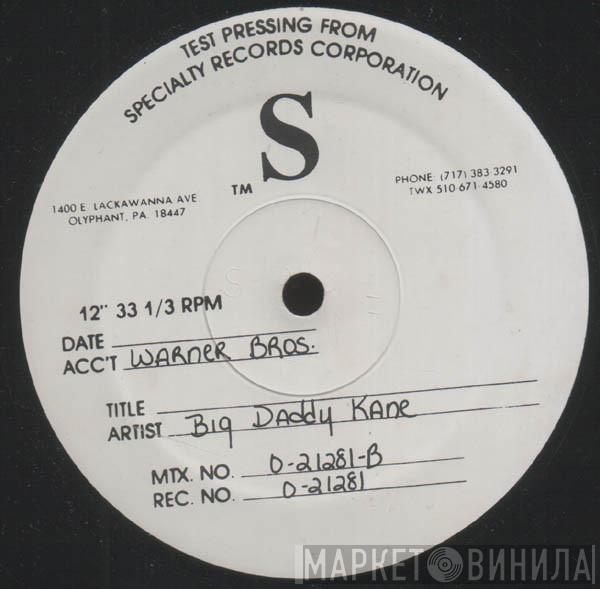 TEST PRESSING FROM
SPECIALTY RECORDS CORPORATION
S
TM
1400 E. LACKAWANNA AVE.
OLYPHANT, PA. 18447
PHONE: (717) 383-3291
TWX 510-671-4580
12" 33 1/3 RPM
DATE
ACC'T WARNER BROS.
TITLE
ARTIST Big Daddy Kane
MTX. NO. 0-21281-B
REC. NO. 0-21281
МАРКЕТ ВИНИЛА